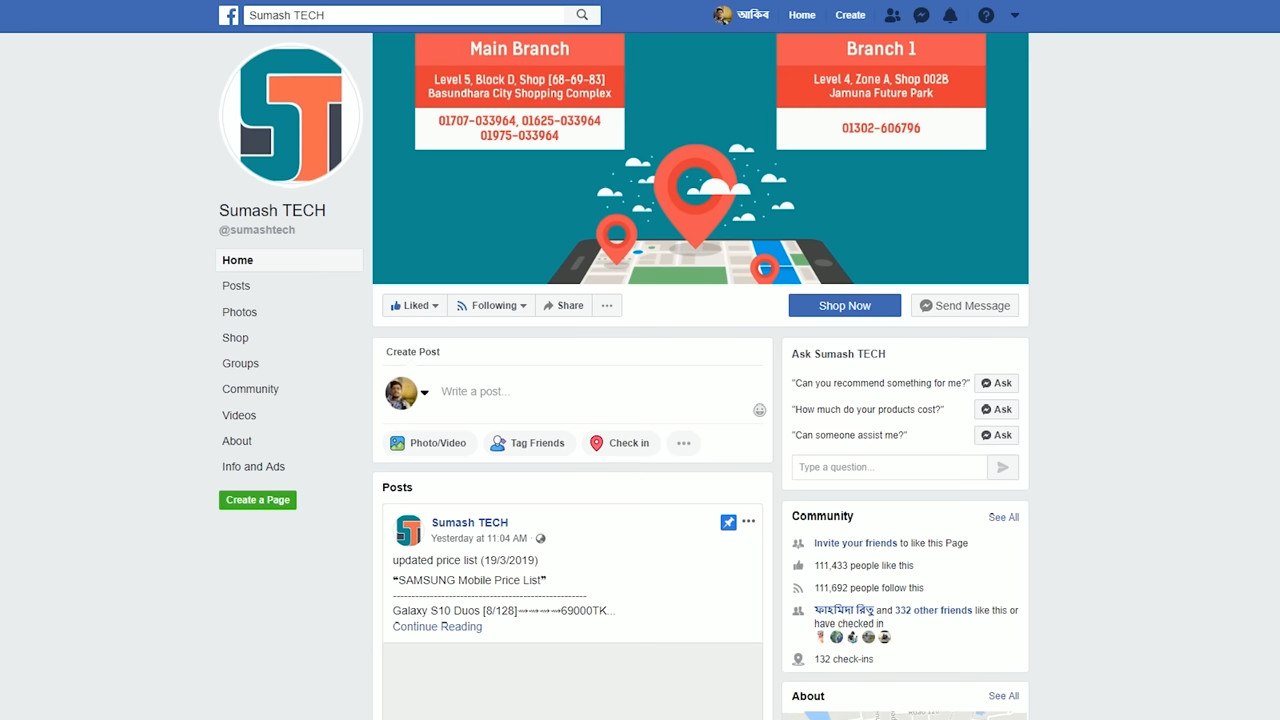 Sumash TECH
আকিব
Home
Create
Main Branch
Level 5, Block D, Shop [68-69-83]
Basundhara City Shopping Complex
01707-033964, 01625-033964
01975-033964
Branch 1
Level 4, Zone A, Shop 002B
Jamuna Future Park
01302-606796
ST
Sumash TECH
@sumashtech
Home
Posts
Photos
Shop
Groups
Community
Videos
About
Info and Ads
Create a Page
Liked
Following
Share
Shop Now
Send Message
Create Post
Write a post...
Photo/Video
Tag Friends
Check in
Posts
Sumash TECH
Yesterday at 11:04 AM ·
updated price list (19/3/2019)
❝SAMSUNG Mobile Price List❞
----------------------------------------------------
Galaxy S10 Duos [8/128]⇝⇝⇝⇝69000TK...
Continue Reading
Ask Sumash TECH
"Can you recommend something for me?"
Ask
"How much do your products cost?"
Ask
"Can someone assist me?"
Ask
Type a question...
Community
See All
Invite your friends to like this Page
111,433 people like this
111,692 people follow this
ফাহমিদা রিতু and 332 other friends like this or
have checked in
132 check-ins
About
See All